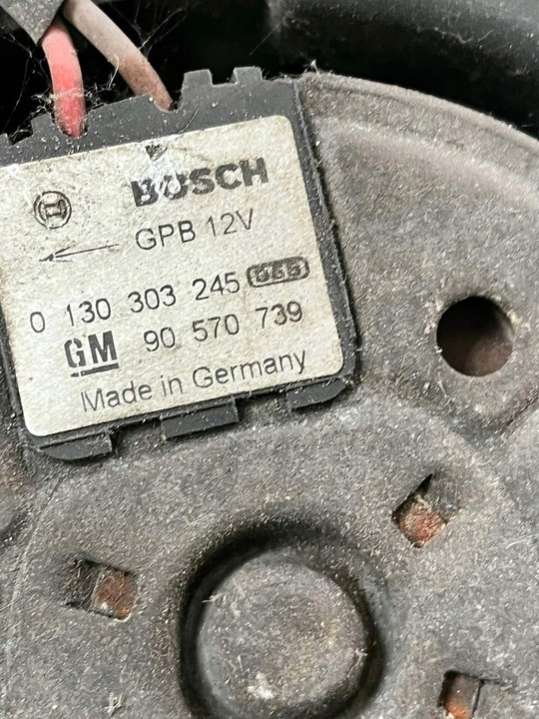 BOSCH
GPB 12V
0 130 303 245
GM 90 570 739
Made in Germany